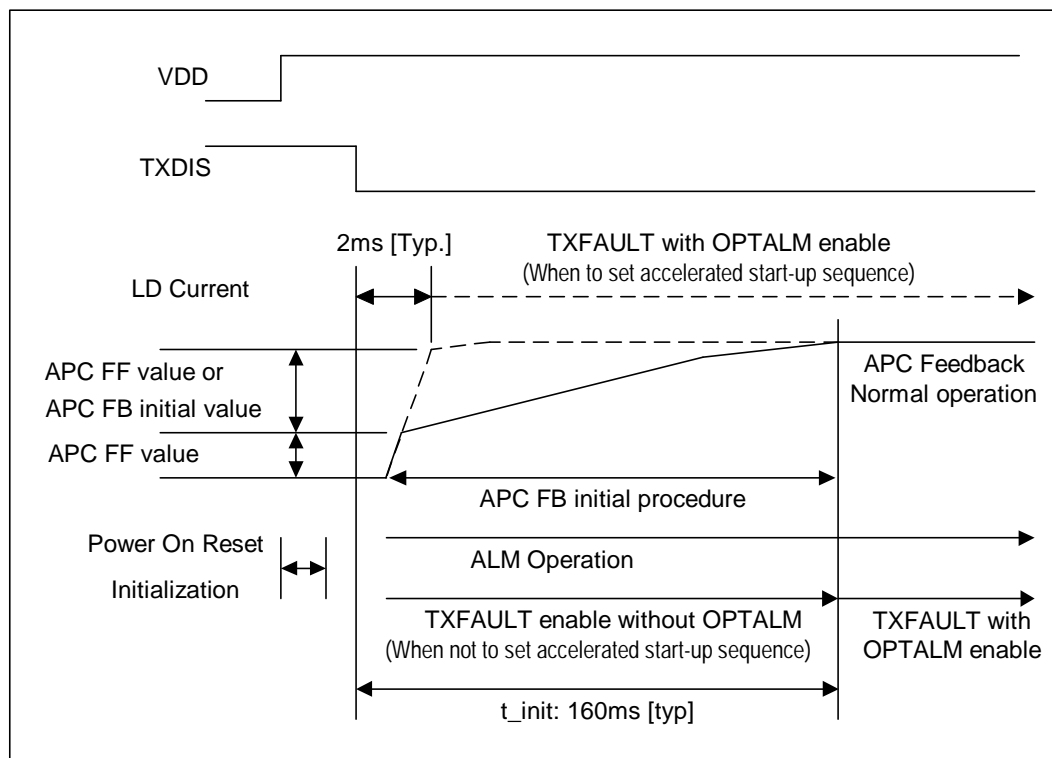 VDD
TXDIS
2ms [Typ.]
TXFAULT with OPTALM enable
(When to set accelerated start-up sequence)
LD Current
APC FF value or
APC FB initial value
APC Feedback
Normal operation
APC FF value
APC FB initial procedure
Power On Reset
Initialization
ALM Operation
TXFAULT enable without OPTALM
(When not to set accelerated start-up sequence)
TXFAULT with
OPTALM enable
t_init: 160ms [typ]